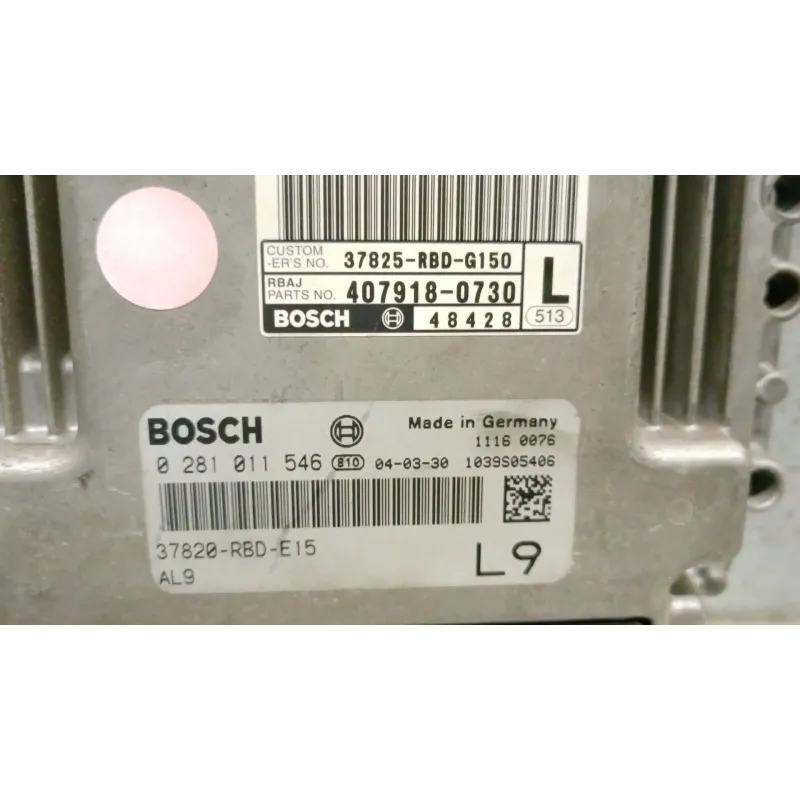 CUSTOM
-ER'S NO. 37825-RBD-G150
RBAJ
PARTS NO. 407918-0730
L
BOSCH 48428 513
BOSCH Made in Germany
1116 0076
0 281 011 546 810 04-03-30 1039S05406
37820-RBD-E15
AL9
L9